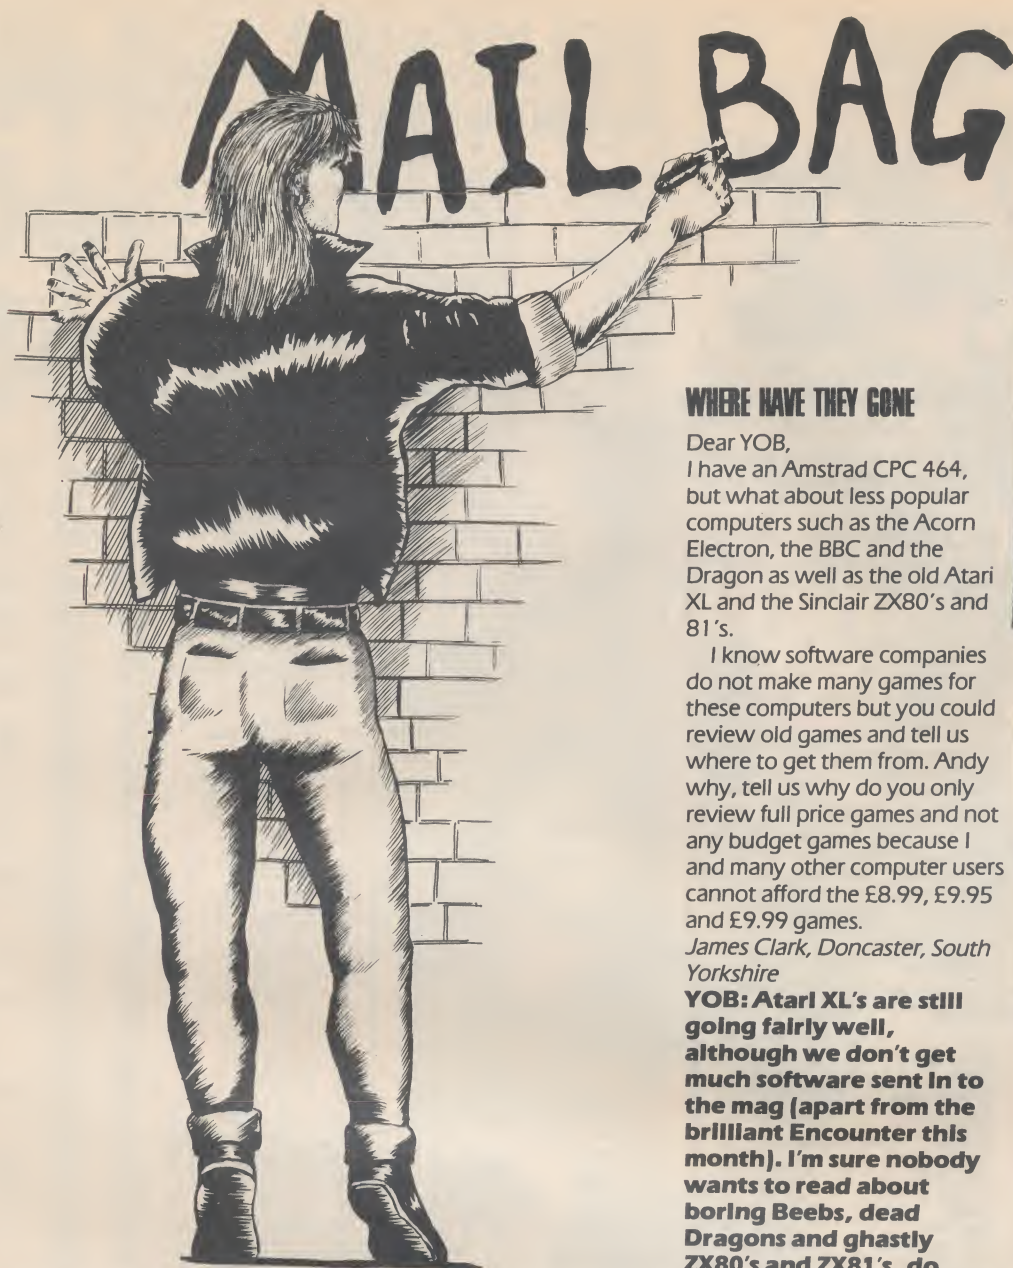 MAIL BAG
WHERE HAVE THEY GONE
Dear YOB,
I have an Amstrad CPC 464,
but what about less popular
computers such as the Acorn
Electron, the BBC and the
Dragon as well as the old Atari
XL and the Sinclair ZX80's and
81's.
I know software companies
do not make many games for
these computers but you could
review old games and tell us
where to get them from. Andy
why, tell us why do you only
review full price games and not
any budget games because I
and many other computer users
cannot afford the £8.99, £9.95
and £9.99 games.
James Clark, Doncaster, South
Yorkshire
YOB: Atari XL's are still
going fairly well,
although we don't get
much software sent in to
the mag (apart from the
brilliant Encounter this
month). I'm sure nobody
wants to read about
boring Beebs, dead
Dragons and ghastly
ZX80's and ZX81's, do